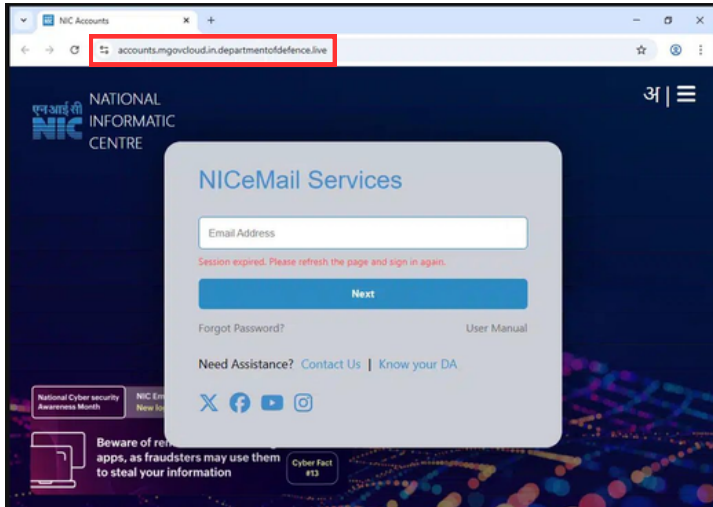 NIC Accounts
accounts.mgovcloud.in.departmentofdefence.live
एनआईसी
NIC
NATIONAL
INFORMATIC
CENTRE
अ |
NICeMail Services
Email Address
Session expired. Please refresh the page and sign in again.
Next
Forgot Password? User Manual
Need Assistance? Contact Us | Know your DA
National Cyber security
Awareness Month
NIC Em
New lo
Beware of ren
apps, as fraudsters may use them
to steal your information
Cyber Fact
#13